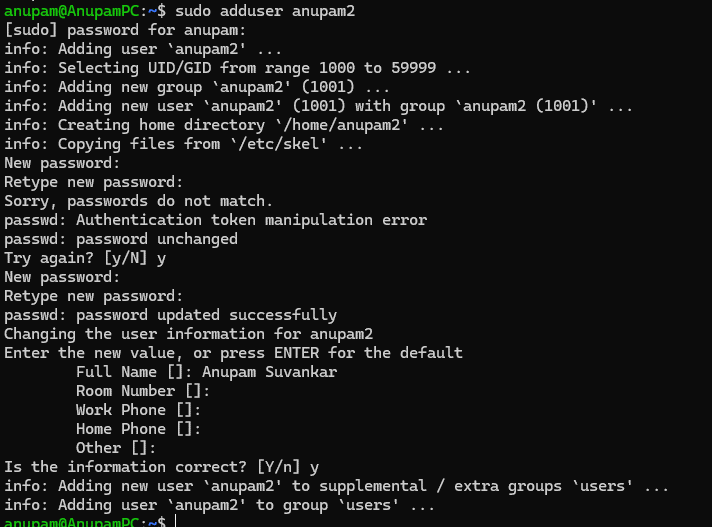 anupam@AnupamPC:~$ sudo adduser anupam2
[sudo] password for anupam:
info: Adding user `anupam2' ...
info: Selecting UID/GID from range 1000 to 59999 ...
info: Adding new group `anupam2' (1001) ...
info: Adding new user `anupam2' (1001) with group `anupam2 (1001)' ...
info: Creating home directory `/home/anupam2' ...
info: Copying files from `/etc/skel' ...
New password:
Retype new password:
Sorry, passwords do not match.
passwd: Authentication token manipulation error
passwd: password unchanged
Try again? [y/N] y
New password:
Retype new password:
passwd: password updated successfully
Changing the user information for anupam2
Enter the new value, or press ENTER for the default
        Full Name []: Anupam Suvankar
        Room Number []:
        Work Phone []:
        Home Phone []:
        Other []:
Is the information correct? [Y/n] y
info: Adding new user `anupam2' to supplemental / extra groups `users' ...
info: Adding user `anupam2' to group `users' ...
anupam@AnupamPC:~$